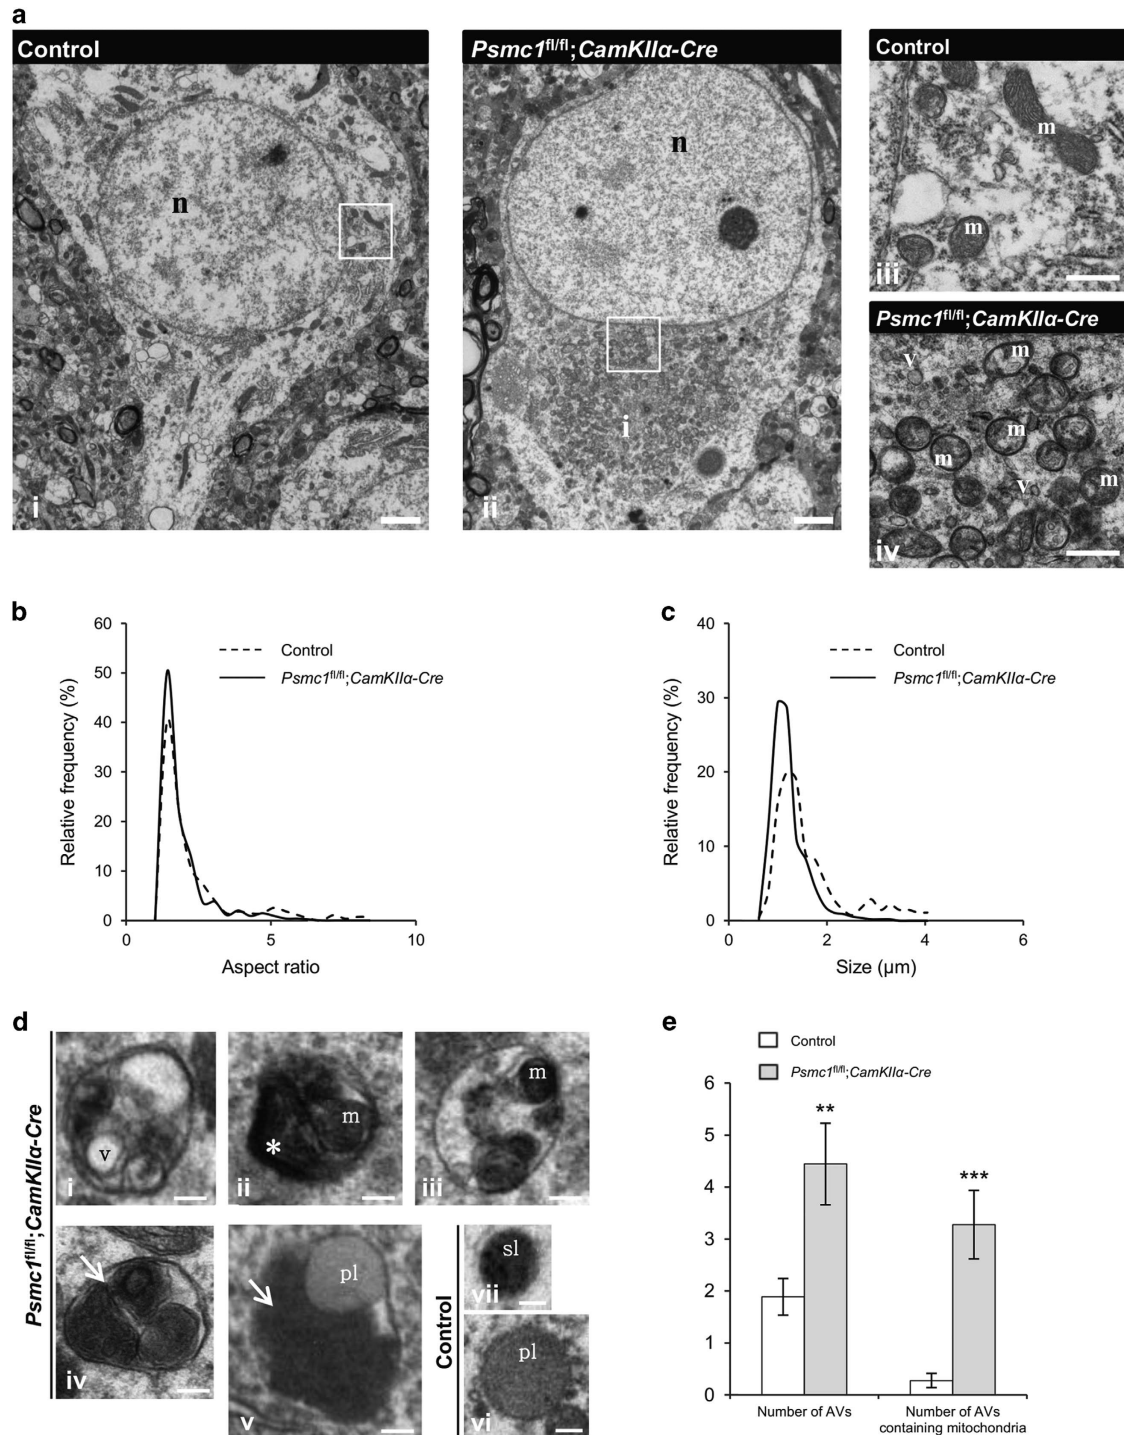 a
Control
Psmc1fl/fl;CamKIIα-Cre
Control
n
i
n
i
ii
m
m
iii
Psmc1fl/fl;CamKIIα-Cre
v
m
m
m
v
m
iv
b
60
50
40
30
20
10
0
0
5
10
Relative frequency (%)
Aspect ratio
Control
Psmc1fl/fl;CamKIIα-Cre
c
40
30
20
10
0
0
2
4
6
Relative frequency (%)
Size (µm)
Control
Psmc1fl/fl;CamKIIα-Cre
d
Psmc1fl/fl;CamKIIα-Cre
v
i
*
m
ii
m
iii
iv
pl
v
Control
sl
vii
pl
vi
e
Control
Psmc1fl/fl;CamKIIα-Cre
6
5
4
3
2
1
0
**
***
Number of AVs
Number of AVs
containing mitochondria